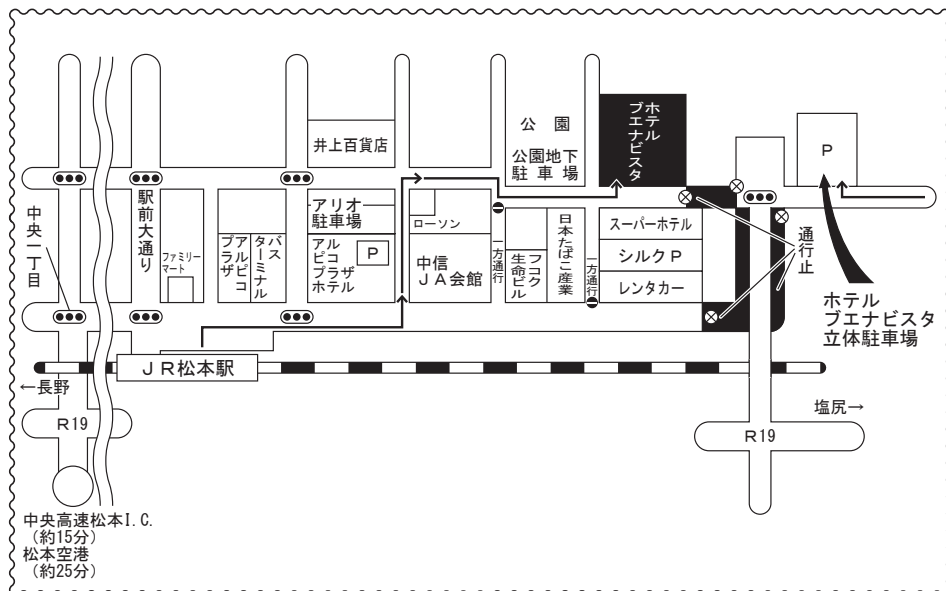 井上百貨店
公園
公園地下
駐車場
ホテル
ブエナビスタ
P
中央一丁目
駅前大通り
ファミリー
マート
アルピコ
プラザ
バス
ターミナル
アリオ
駐車場
アル
ピコ
プラザ
ホテル
P
ローソン
中信
JA会館
一方通行
フコク
生命ビル
日本たばこ産業
一方通行
スーパーホテル
シルクP
レンタカー
通行止
ホテル
ブエナビスタ
立体駐車場
JR松本駅
←長野
塩尻→
R19
R19
中央高速松本I.C.
(約15分)
松本空港
(約25分)